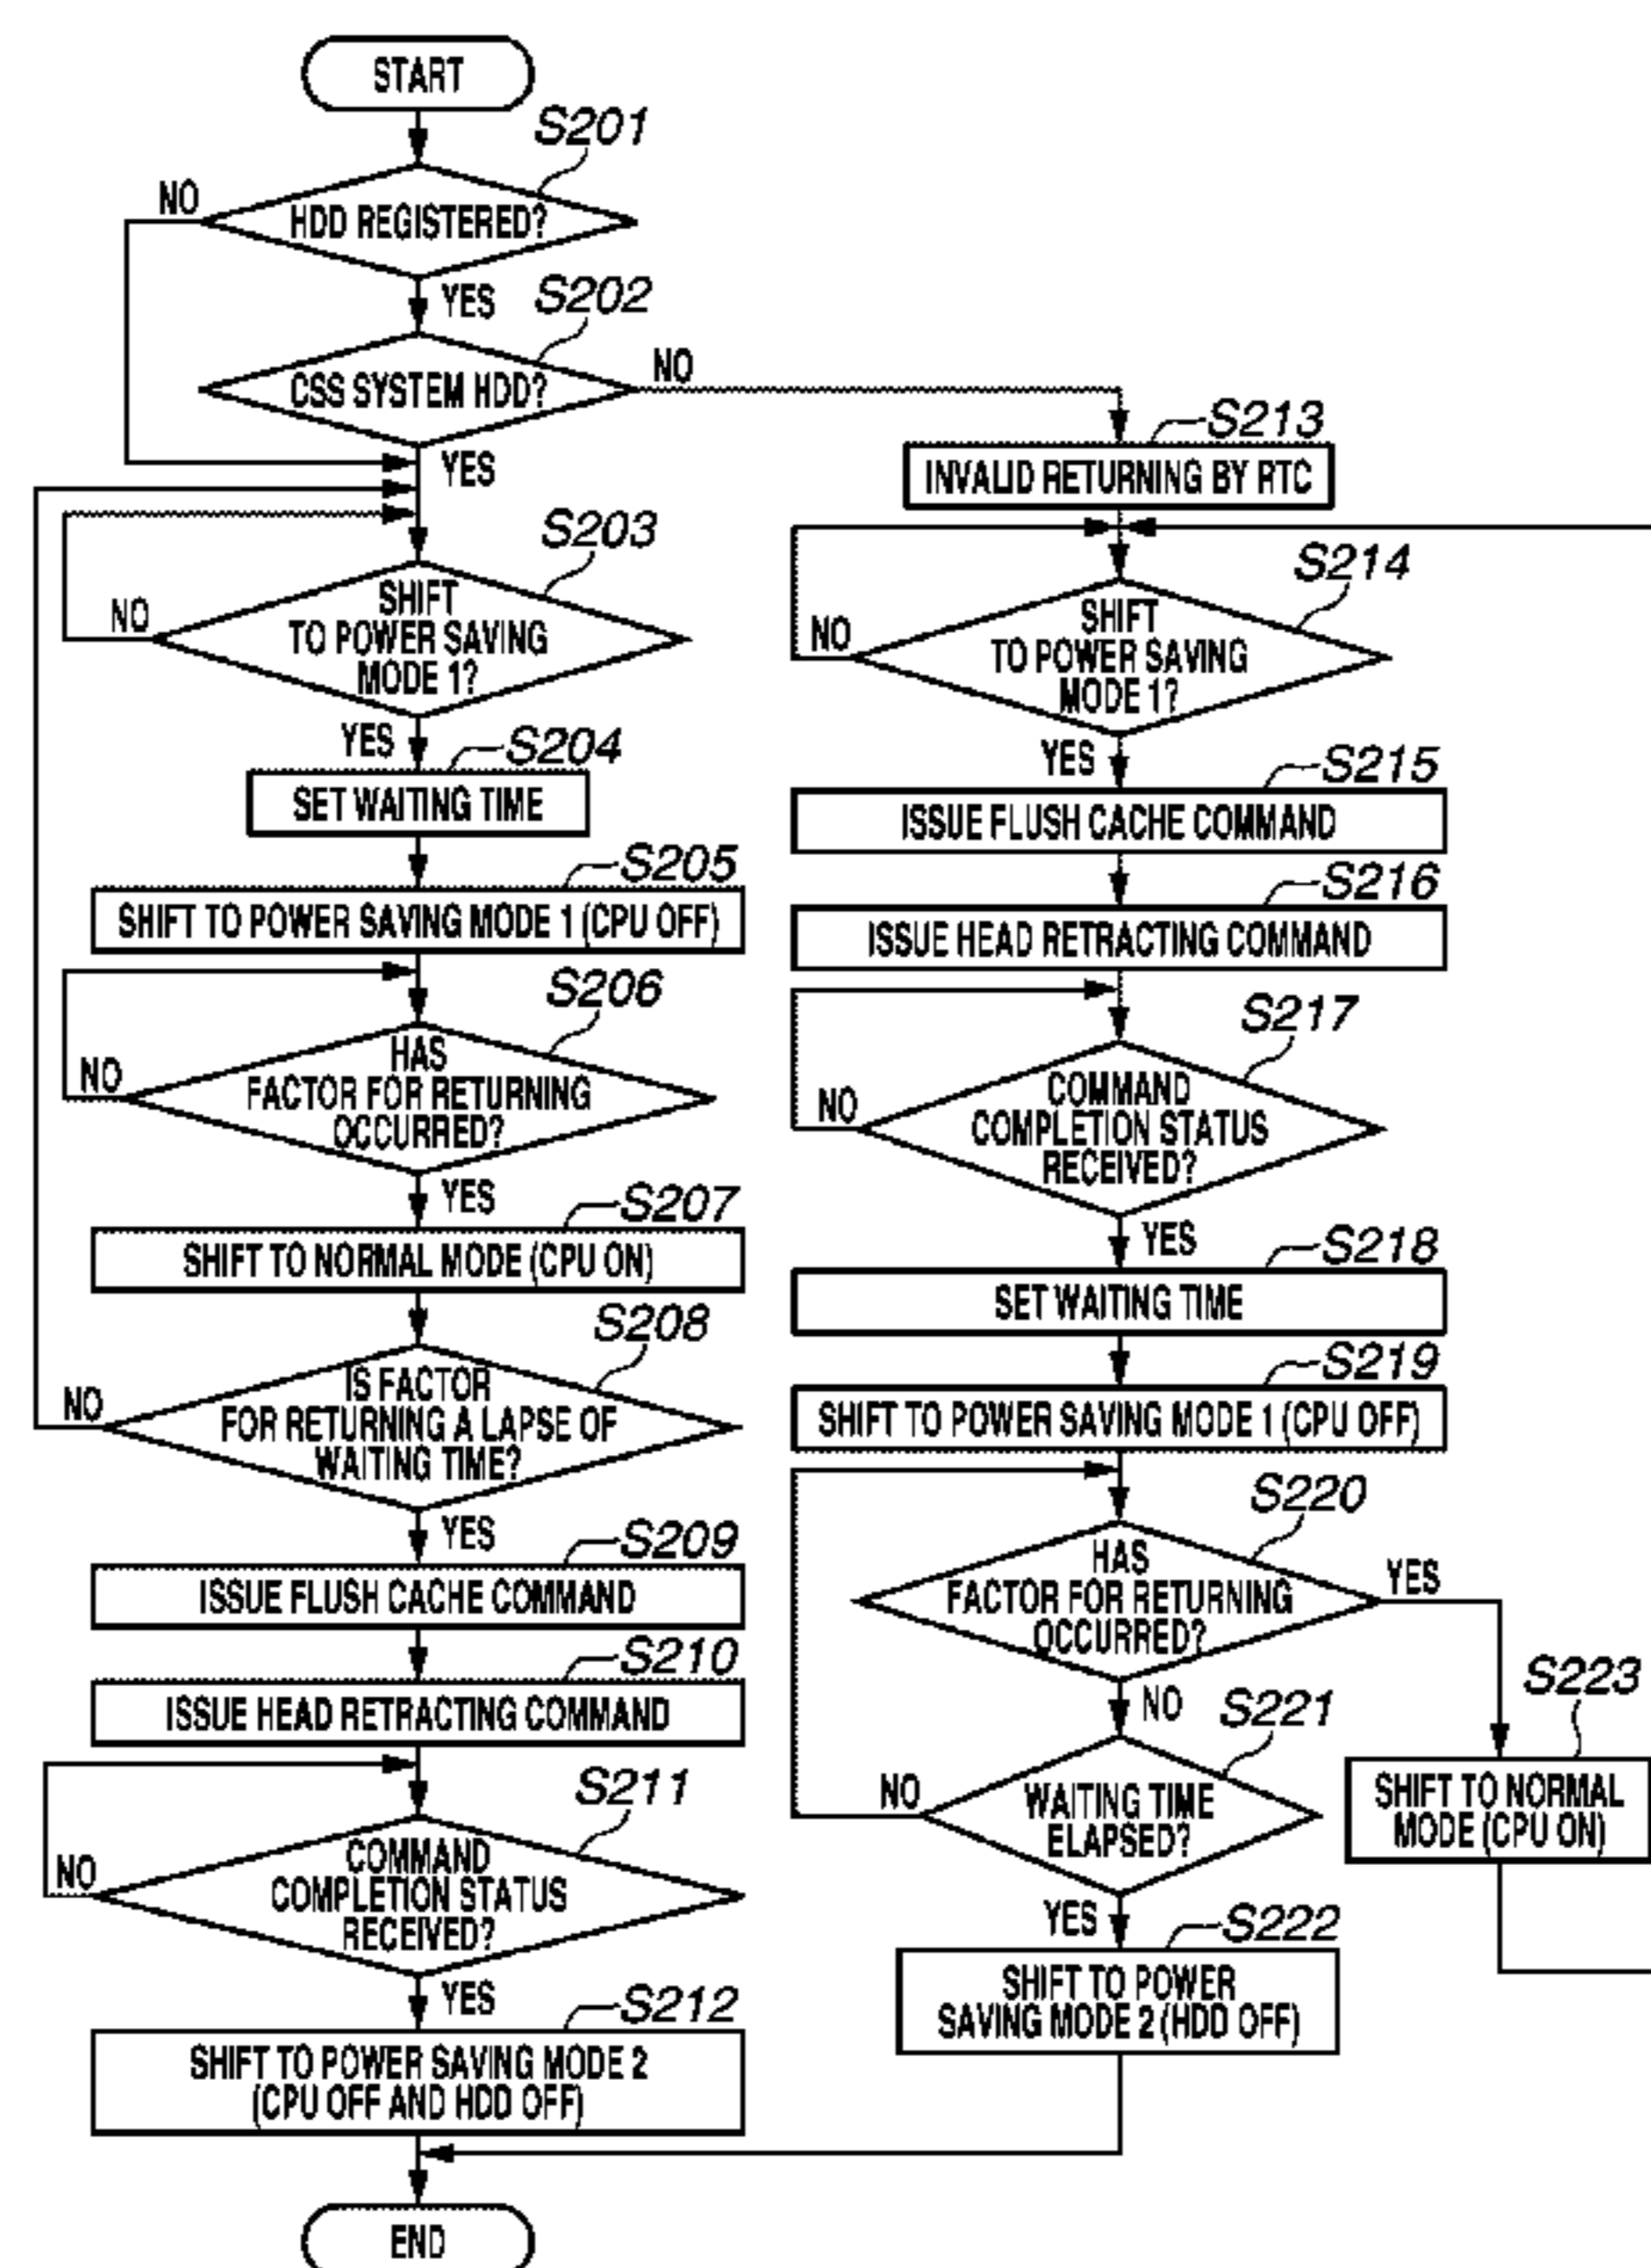 START
S201
NO
HDD REGISTERED?
YES
S202
CSS SYSTEM HDD?
NO
YES
S203
SHIFT
TO POWER SAVING
MODE 1?
NO
YES
S204
SET WAITING TIME
S205
SHIFT TO POWER SAVING MODE 1 (CPU OFF)
S206
HAS
FACTOR FOR RETURNING
OCCURRED?
NO
YES
S207
SHIFT TO NORMAL MODE (CPU ON)
S208
IS FACTOR
FOR RETURNING A LAPSE OF
WAITING TIME?
NO
YES
S209
ISSUE FLUSH CACHE COMMAND
S210
ISSUE HEAD RETRACTING COMMAND
S211
COMMAND
COMPLETION STATUS
RECEIVED?
NO
YES
S212
SHIFT TO POWER SAVING MODE 2
(CPU OFF AND HDD OFF)
END
S213
INVALID RETURNING BY RTC
S214
SHIFT
TO POWER SAVING
MODE 1?
NO
YES
S215
ISSUE FLUSH CACHE COMMAND
S216
ISSUE HEAD RETRACTING COMMAND
S217
COMMAND
COMPLETION STATUS
RECEIVED?
NO
YES
S218
SET WAITING TIME
S219
SHIFT TO POWER SAVING MODE 1 (CPU OFF)
S220
HAS
FACTOR FOR RETURNING
OCCURRED?
YES
NO
S221
WAITING TIME
ELAPSED?
NO
YES
S222
SHIFT TO POWER
SAVING MODE 2 (HDD OFF)
S223
SHIFT TO NORMAL
MODE (CPU ON)